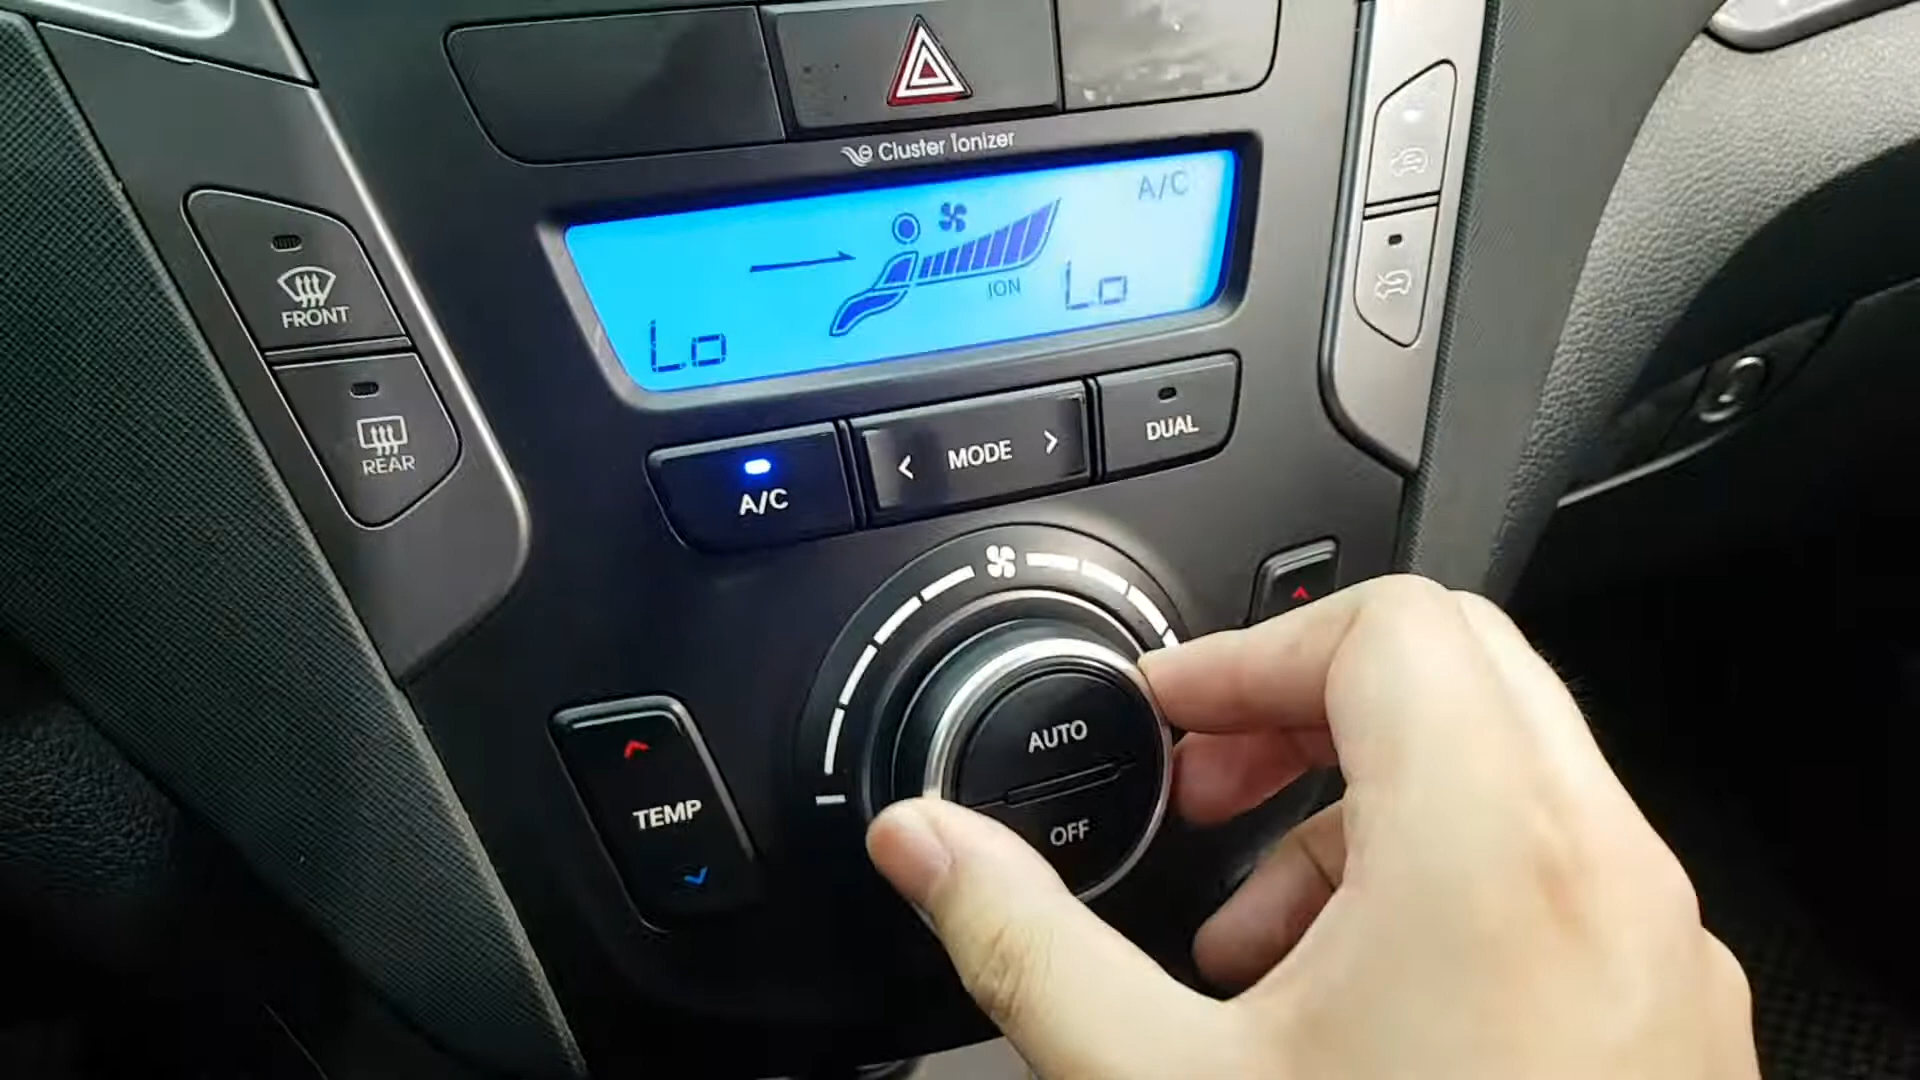 Cluster Ionizer
A/C
ION
Lo
Lo
FRONT
REAR
A/C
< MODE >
DUAL
AUTO
OFF
TEMP